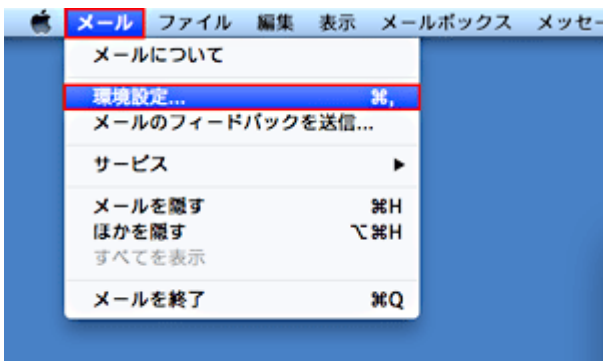 メール ファイル 編集 表示 メールボックス メッセー
メールについて
環境設定... ⌘,
メールのフィードバックを送信...
サービス ▶
メールを隠す ⌘H
ほかを隠す ⌥⌘H
すべてを表示
メールを終了 ⌘Q